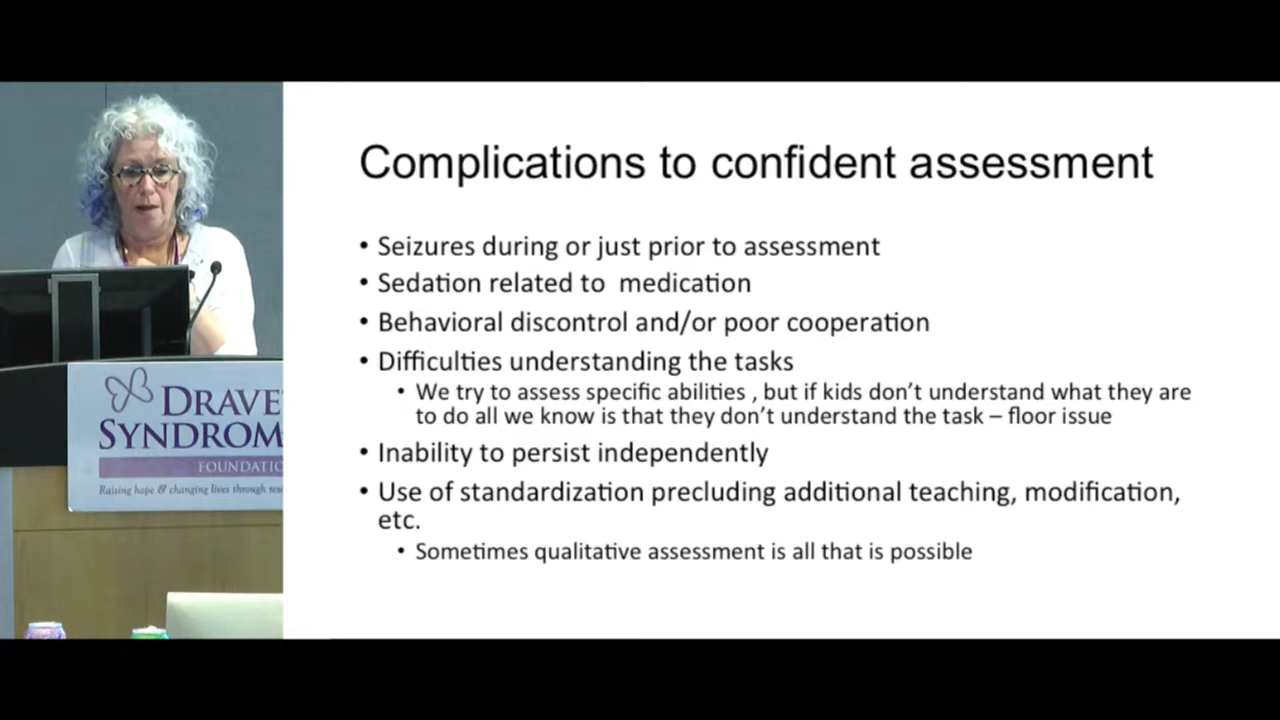 Complications to confident assessment
• Seizures during or just prior to assessment
• Sedation related to  medication
• Behavioral discontrol and/or poor cooperation
• Difficulties understanding the tasks
• We try to assess specific abilities , but if kids don’t understand what they are
to do all we know is that they don’t understand the task – floor issue
• Inability to persist independently
• Use of standardization precluding additional teaching, modification,
etc.
• Sometimes qualitative assessment is all that is possible
DRAVE
SYNDROM
FOUNDATIO
Raising hope & changing lives through